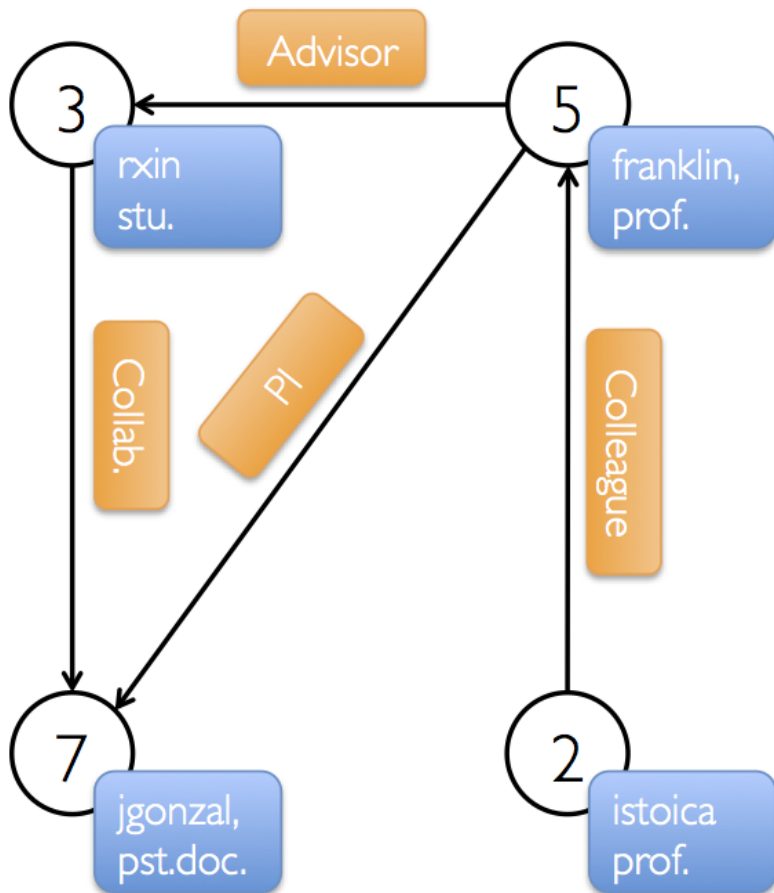 Advisor
3
5
rxin
stu.
franklin,
prof.
Collab.
PI
Colleague
7
2
jgonzal,
pst.doc.
istoica
prof.